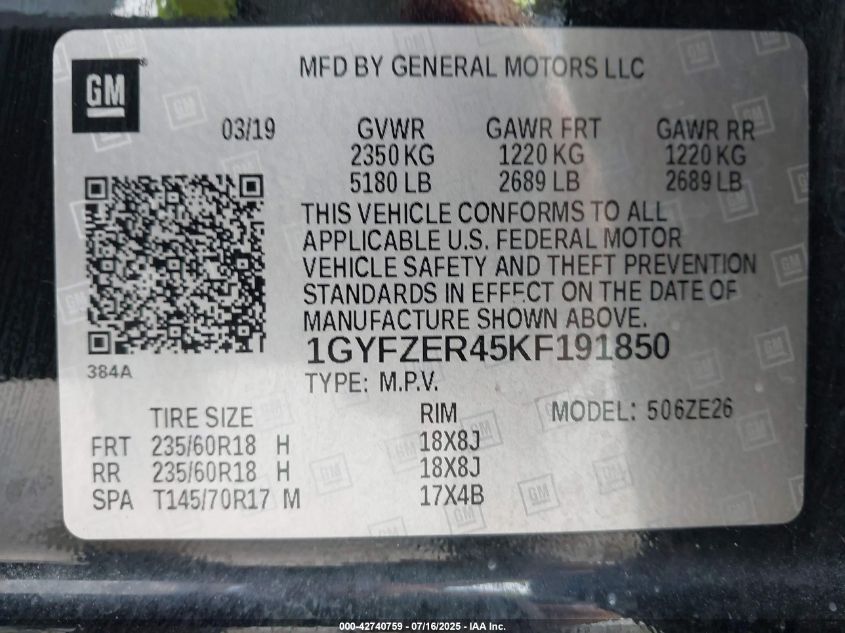 GM
MFD BY GENERAL MOTORS LLC
03/19 GVWR GAWR FRT GAWR RR
2350 KG 1220 KG 1220 KG
5180 LB 2689 LB 2689 LB
THIS VEHICLE CONFORMS TO ALL
APPLICABLE U.S. FEDERAL MOTOR
VEHICLE SAFETY AND THEFT PREVENTION
STANDARDS IN EFFECT ON THE DATE OF
MANUFACTURE SHOWN ABOVE.
1GYFZER45KF191850
384A
TYPE: M.P.V.
TIRE SIZE RIM MODEL: 506ZE26
FRT 235/60R18 H 18X8J
RR 235/60R18 H 18X8J
SPA T145/70R17 M 17X4B
000-42740759 - 07/16/2025 - IAA Inc.